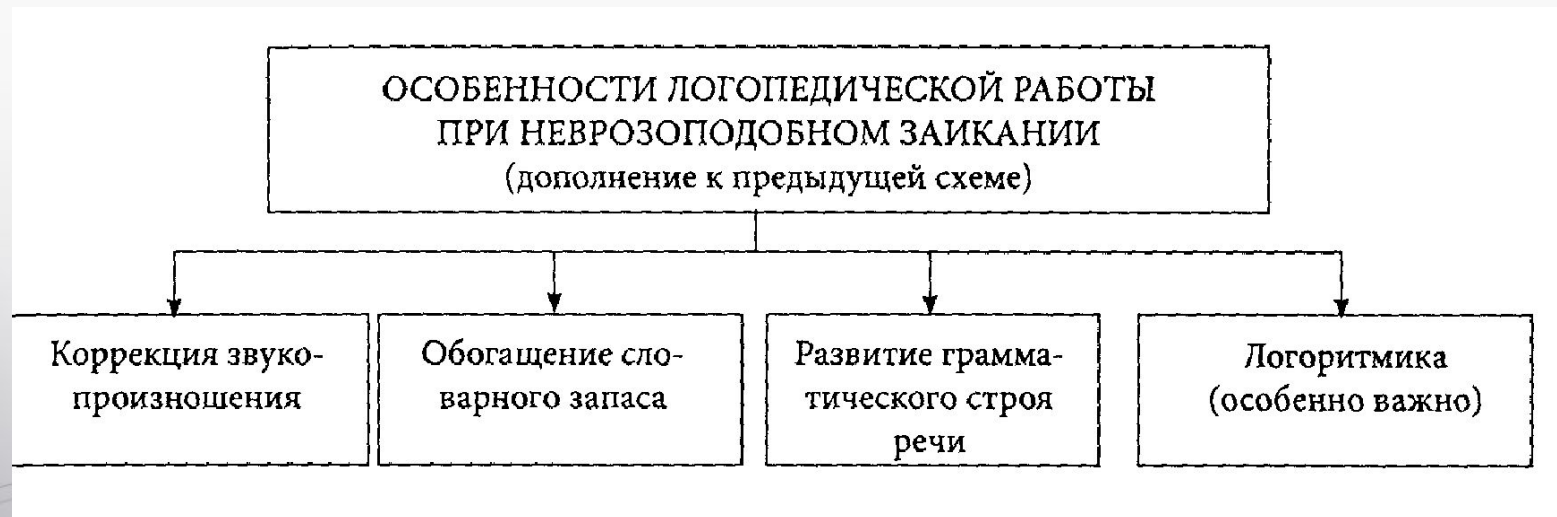 ОСОБЕННОСТИ ЛОГОПЕДИЧЕСКОЙ РАБОТЫ
ПРИ НЕВРОЗОПОДОБНОМ ЗАИКАНИИ
(дополнение к предыдущей схеме)
Коррекция звуко-
произношения
Обогащение сло-
варного запаса
Развитие грамма-
тического строя
речи
Логоритмика
(особенно важно)